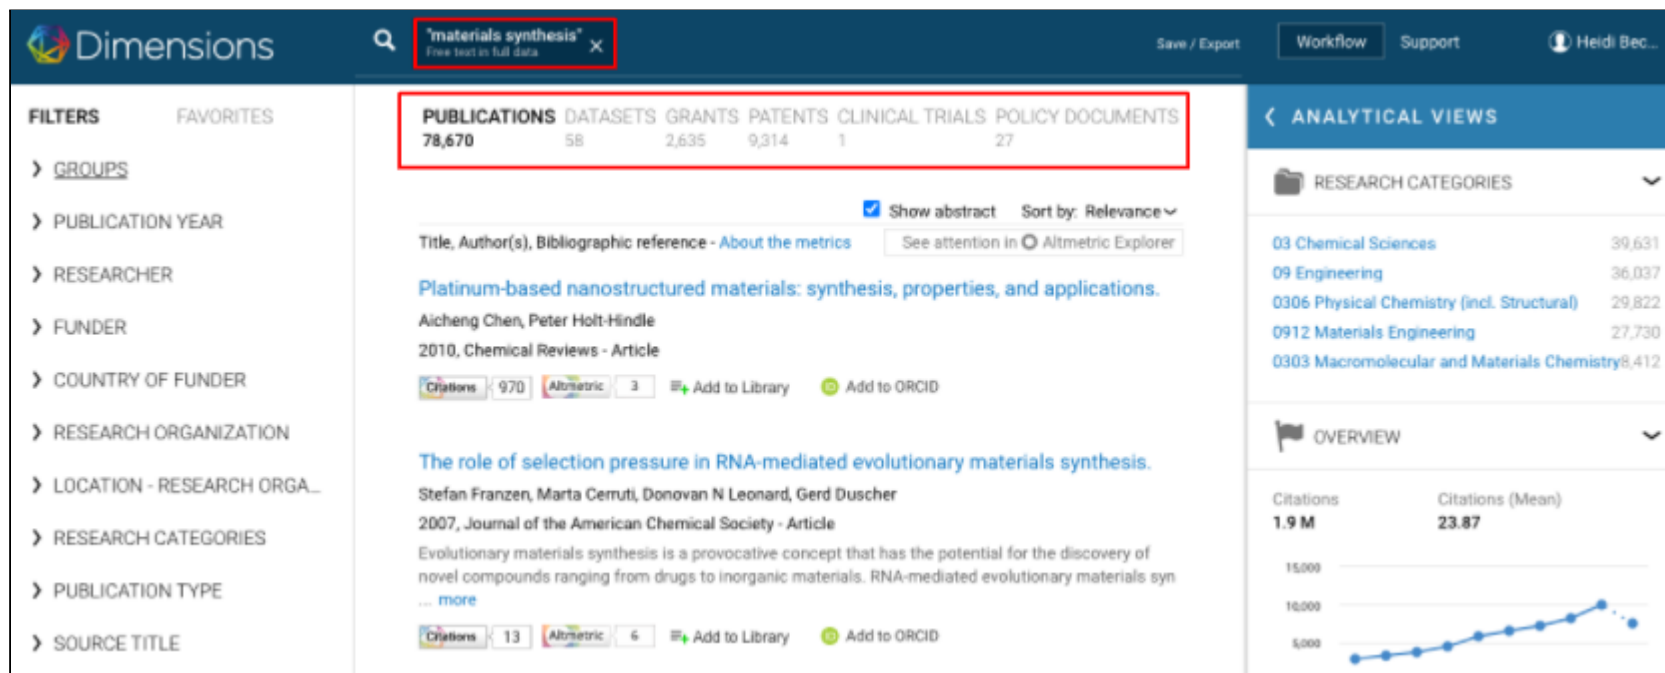 Dimensions
"materials synthesis"
Free text in full data
Save / Export
Workflow
Support
Heidi Bec...
FILTERS
FAVORITES
GROUPS
PUBLICATION YEAR
RESEARCHER
FUNDER
COUNTRY OF FUNDER
RESEARCH ORGANIZATION
LOCATION - RESEARCH ORGA...
RESEARCH CATEGORIES
PUBLICATION TYPE
SOURCE TITLE
PUBLICATIONS DATASETS GRANTS PATENTS CLINICAL TRIALS POLICY DOCUMENTS
78,670 58 2,635 9,314 1 27
Show abstract Sort by: Relevance
Title, Author(s), Bibliographic reference - About the metrics See attention in Altmetric Explorer
Platinum-based nanostructured materials: synthesis, properties, and applications.
Aicheng Chen, Peter Holt-Hindle
2010, Chemical Reviews - Article
Citations 970 Altmetric 3 Add to Library iD Add to ORCID
The role of selection pressure in RNA-mediated evolutionary materials synthesis.
Stefan Franzen, Marta Cerruti, Donovan N Leonard, Gerd Duscher
2007, Journal of the American Chemical Society - Article
Evolutionary materials synthesis is a provocative concept that has the potential for the discovery of
novel compounds ranging from drugs to inorganic materials. RNA-mediated evolutionary materials syn
... more
Citations 13 Altmetric 6 Add to Library iD Add to ORCID
ANALYTICAL VIEWS
RESEARCH CATEGORIES
03 Chemical Sciences 39,631
09 Engineering 36,037
0306 Physical Chemistry (incl. Structural) 29,822
0912 Materials Engineering 27,730
0303 Macromolecular and Materials Chemistry 8,412
OVERVIEW
Citations Citations (Mean)
1.9 M 23.87
15,000
10,000
5,000